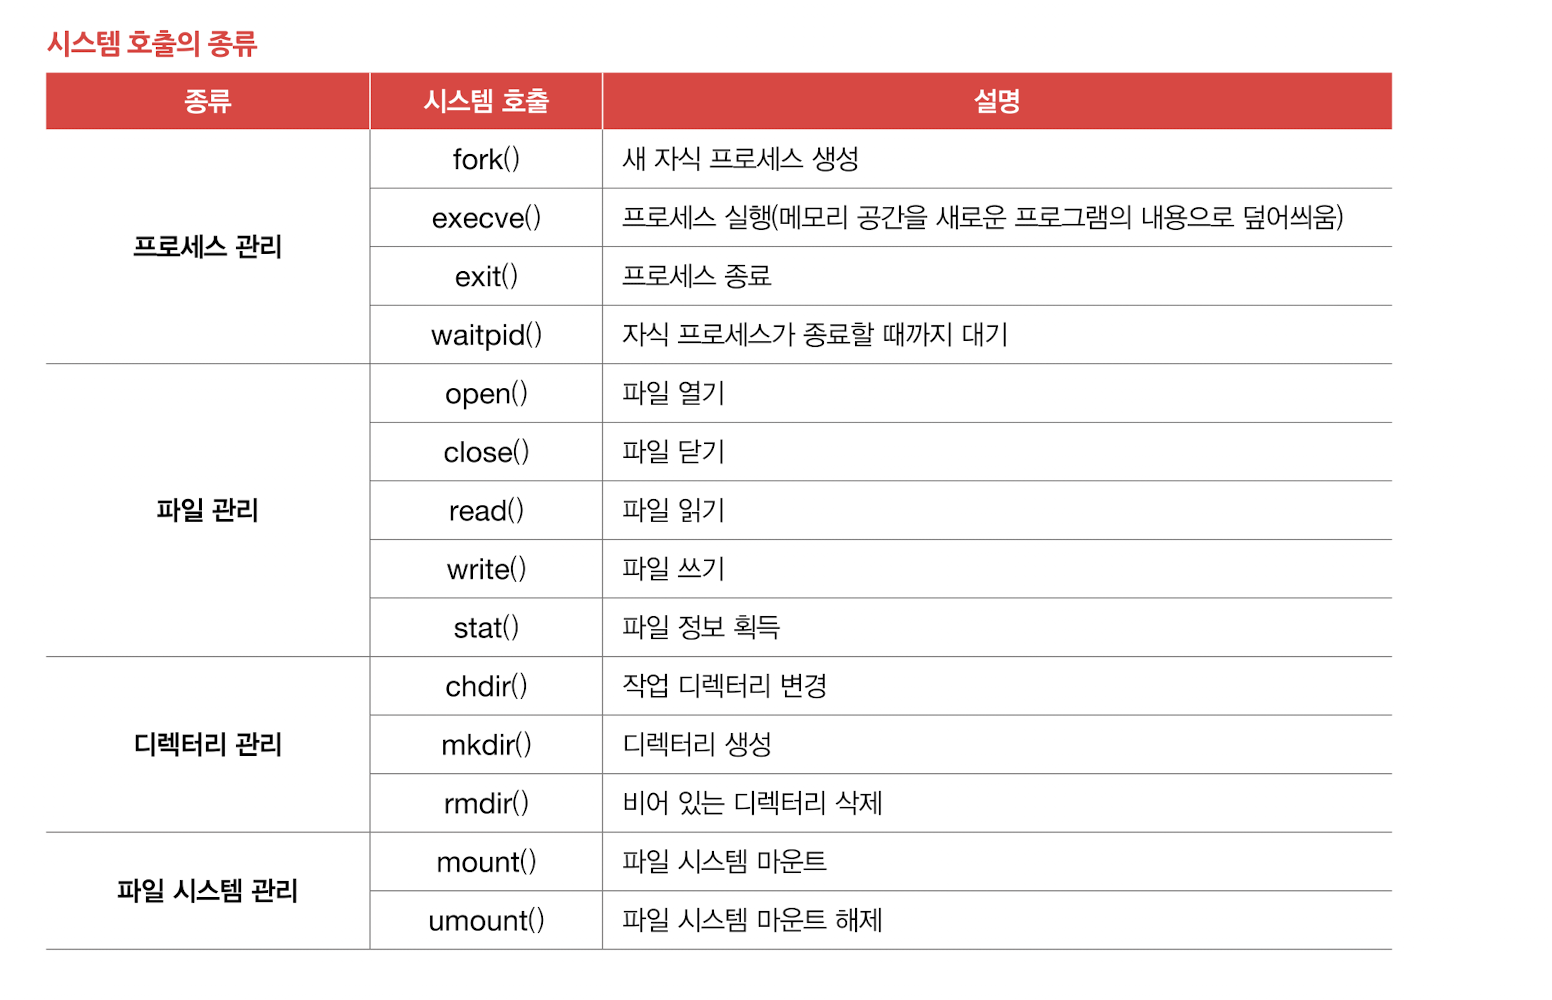 시스템 호출의 종류
종류 시스템 호출 설명
프로세스 관리
fork() 새 자식 프로세스 생성
execve() 프로세스 실행(메모리 공간을 새로운 프로그램의 내용으로 덮어씌움)
exit() 프로세스 종료
waitpid() 자식 프로세스가 종료할 때까지 대기
파일 관리
open() 파일 열기
close() 파일 닫기
read() 파일 읽기
write() 파일 쓰기
stat() 파일 정보 획득
디렉터리 관리
chdir() 작업 디렉터리 변경
mkdir() 디렉터리 생성
rmdir() 비어 있는 디렉터리 삭제
파일 시스템 관리
mount() 파일 시스템 마운트
umount() 파일 시스템 마운트 해제